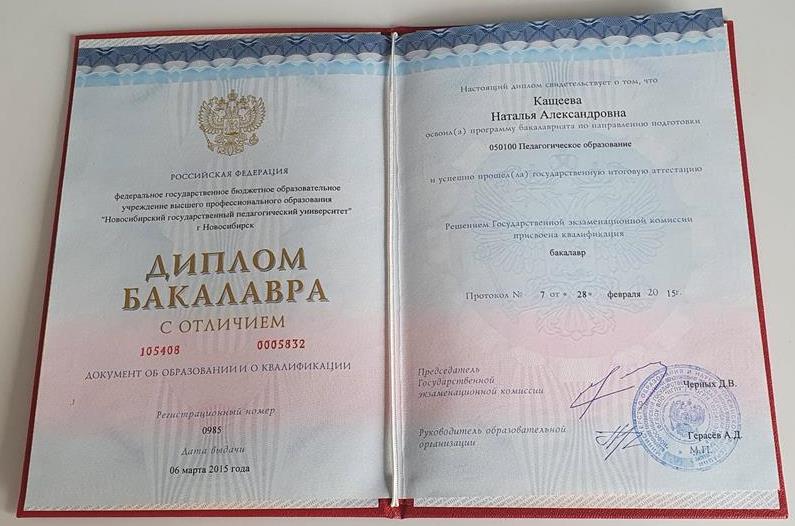 РОССИЙСКАЯ ФЕДЕРАЦИЯ
федеральное государственное бюджетное образовательное
учреждение высшего профессионального образования
"Новосибирский государственный педагогический университет"
г Новосибирск
ДИПЛОМ
БАКАЛАВРА
С ОТЛИЧИЕМ
105408 0005832
ДОКУМЕНТ ОБ ОБРАЗОВАНИИ И О КВАЛИФИКАЦИИ
Регистрационный номер
0985
Дата выдачи
06 марта 2015 года
Настоящий диплом свидетельствует о том, что
Кащеева
Наталья Александровна
освоил(а) программу бакалавриата по направлению подготовки
050100 Педагогическое образование
и успешно прошел(ла) государственную итоговую аттестацию
Решением Государственной экзаменационной комиссии
присвоена квалификация
бакалавр
Протокол № 7 от « 28 » февраля 20 15 г.
Председатель
Государственной
экзаменационной комиссии
Черных Д.В.
Руководитель образовательной
организации
Герасёв А.Д.
М.П.